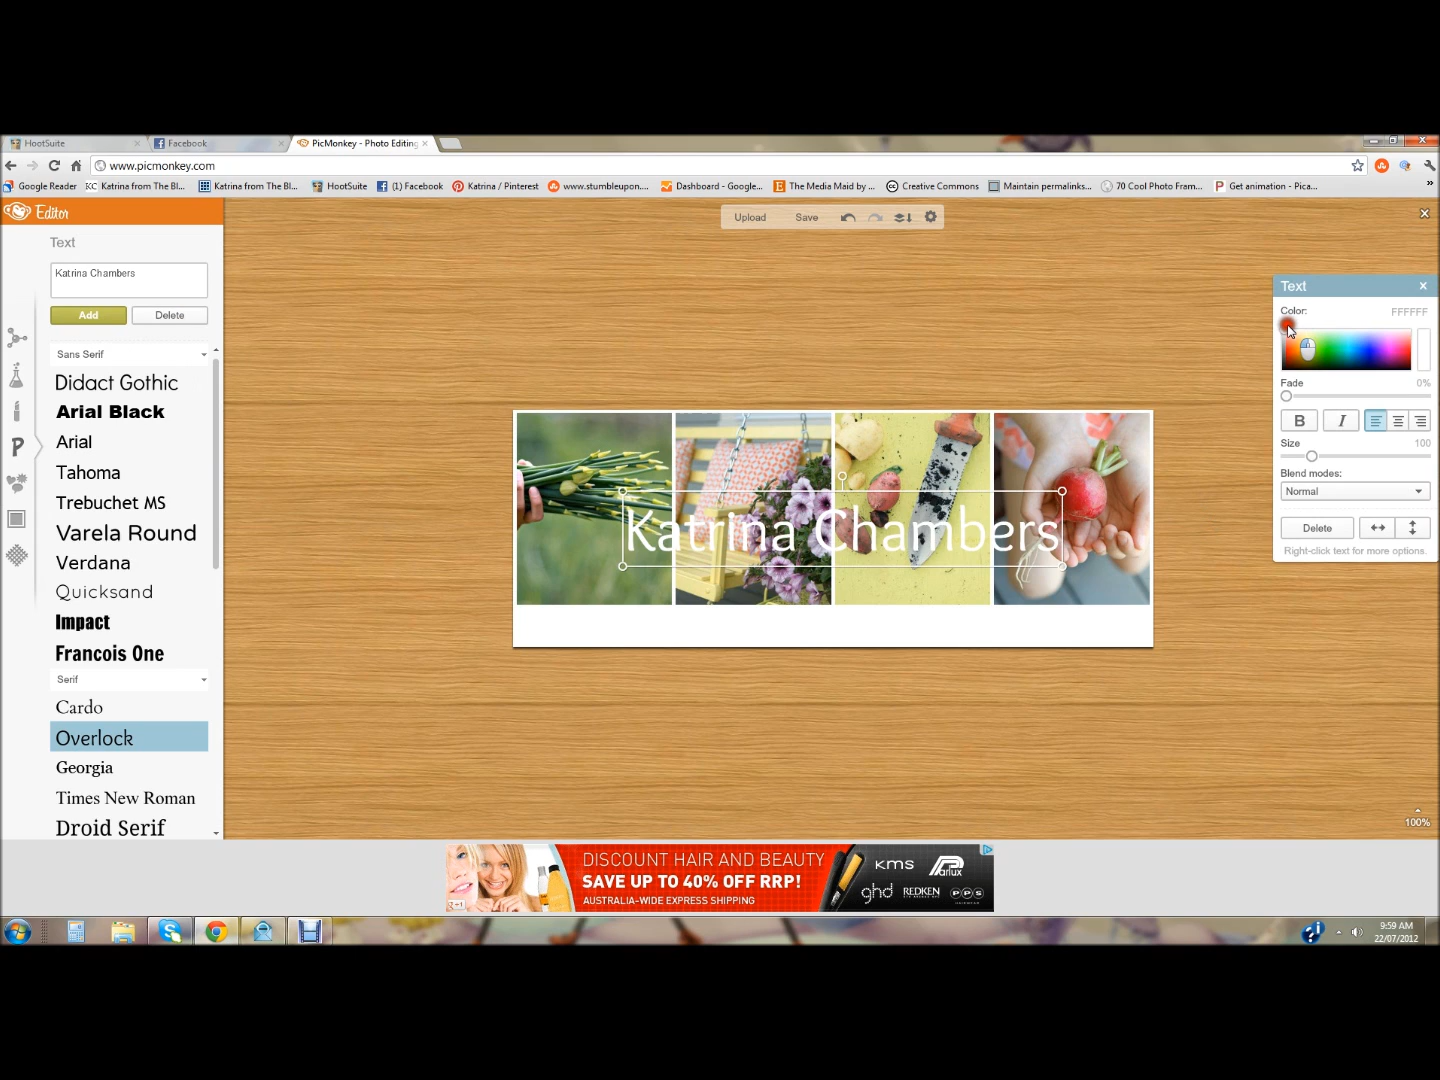 HootSuite
Facebook
PicMonkey - Photo Editing
www.picmonkey.com
Google Reader
KC Katrina from The Bl...
Katrina from The Bl...
HootSuite
(1) Facebook
Katrina / Pinterest
www.stumbleupon....
Dashboard - Google...
The Media Maid by ...
Creative Commons
Maintain permalinks...
70 Cool Photo Fram...
Get animation - Pica...
Editor
Upload
Save
Text
Katrina Chambers
Add
Delete
Sans Serif
Didact Gothic
Arial Black
Arial
Tahoma
Trebuchet MS
Varela Round
Verdana
Quicksand
Impact
Francois One
Serif
Cardo
Overlock
Georgia
Times New Roman
Droid Serif
Katrina Chambers
Text
Color:
FFFFFF
Fade
0%
B
I
Size
100
Blend modes:
Normal
Delete
Right-click text for more options.
100%
DISCOUNT HAIR AND BEAUTY
SAVE UP TO 40% OFF RRP!
AUSTRALIA-WIDE EXPRESS SHIPPING
KMS
Parlux
ghd
REDKEN
PPS
9:59 AM
22/07/2012